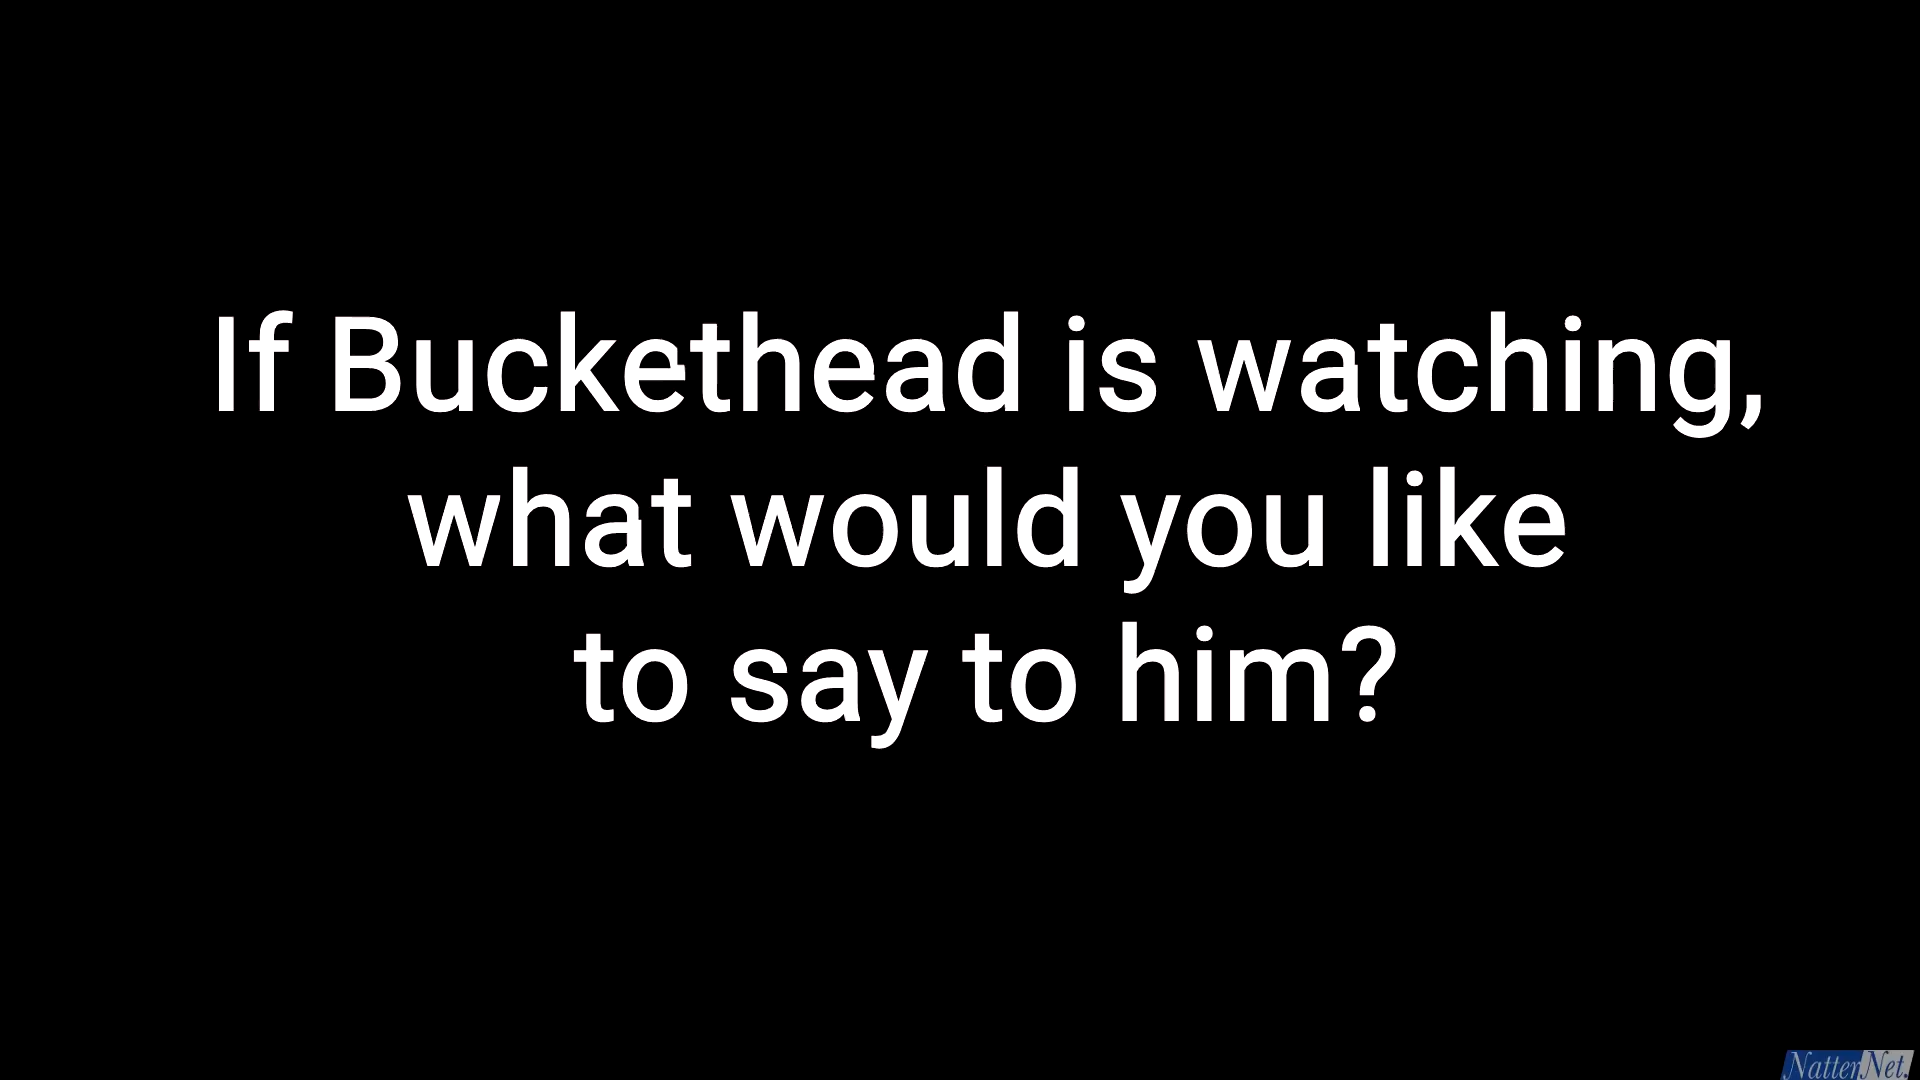 If Buckethead is watching,
what would you like
to say to him?
NatterNet.